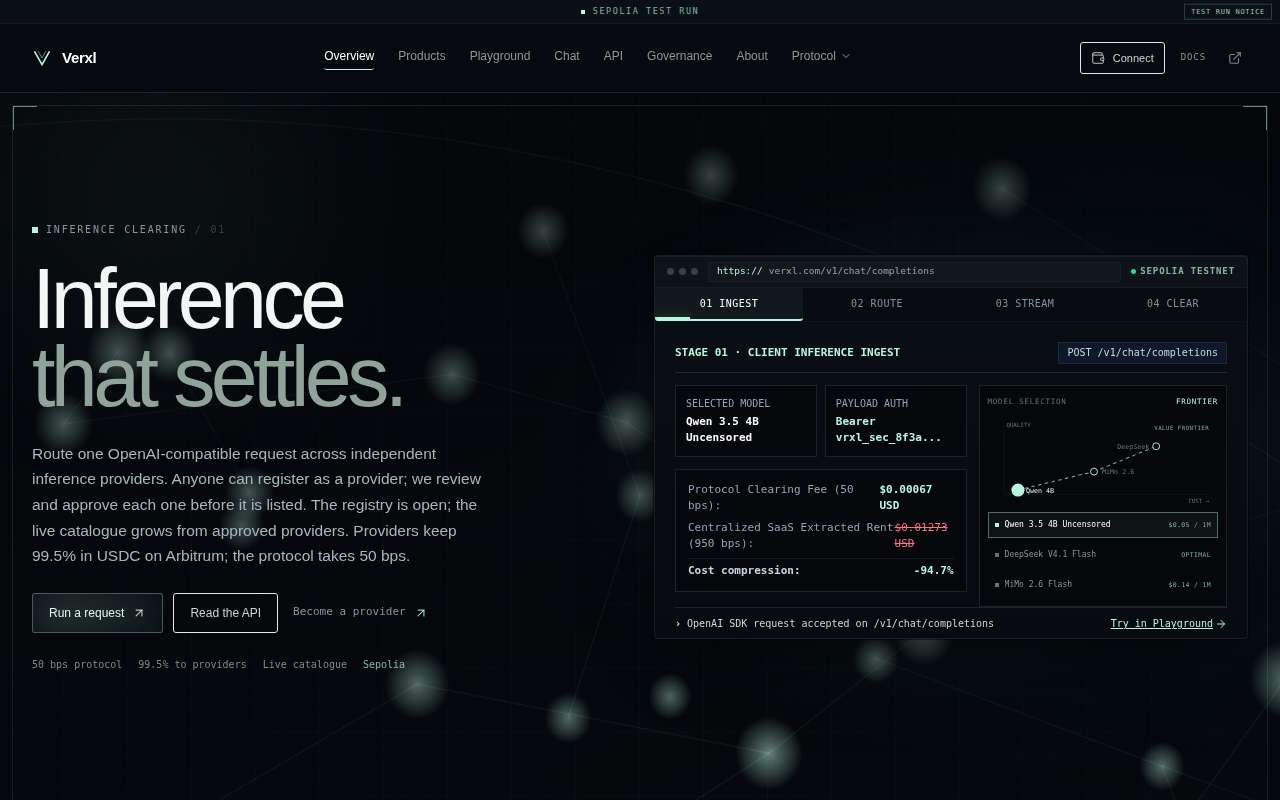 SEPOLIA TEST RUN
TEST RUN NOTICE
Verxl
Overview
Products
Playground
Chat
API
Governance
About
Protocol
Connect
DOCS
INFERENCE CLEARING / 01
Inference
that settles.
Route one OpenAI-compatible request across independent
inference providers. Anyone can register as a provider; we review
and approve each one before it is listed. The registry is open; the
live catalogue grows from approved providers. Providers keep
99.5% in USDC on Arbitrum; the protocol takes 50 bps.
Run a request
Read the API
Become a provider
50 bps protocol
99.5% to providers
Live catalogue
Sepolia
https:// verxl.com/v1/chat/completions
SEPOLIA TESTNET
01 INGEST
02 ROUTE
03 STREAM
04 CLEAR
STAGE 01 · CLIENT INFERENCE INGEST
POST /v1/chat/completions
SELECTED MODEL
Qwen 3.5 4B
Uncensored
PAYLOAD AUTH
Bearer
vrxl_sec_8f3a...
Protocol Clearing Fee (50
bps):
$0.00067
USD
Centralized SaaS Extracted Rent
(950 bps):
$0.01273
USD
Cost compression:
-94.7%
MODEL SELECTION
FRONTIER
QUALITY
VALUE FRONTIER
DeepSeek
MiMo 2.6
Qwen 4B
COST →
Qwen 3.5 4B Uncensored
$0.05 / 1M
DeepSeek V4.1 Flash
OPTIMAL
MiMo 2.6 Flash
$0.14 / 1M
› OpenAI SDK request accepted on /v1/chat/completions
Try in Playground →